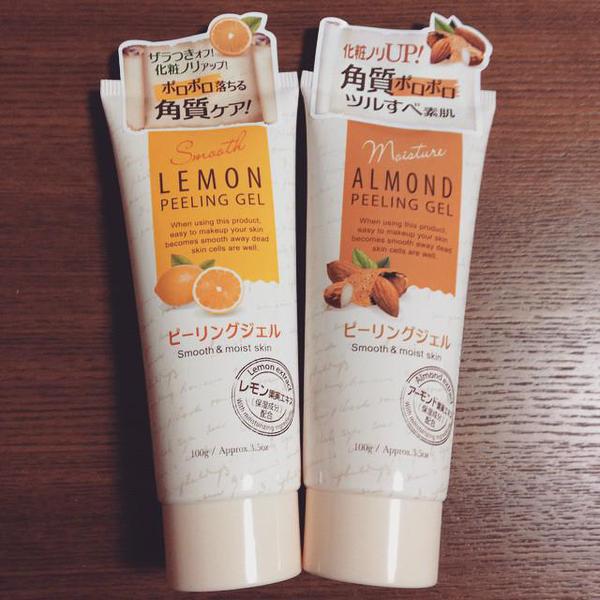 ザラつきオフ!
化粧ノリアップ!
ポロポロ落ちる
角質ケア!
Smooth
LEMON
PEELING GEL
When using this product,
easy to makeup your skin
becomes smooth away dead
skin cells are well.
ピーリングジェル
Smooth & moist skin
Lemon extract
レモン果実エキス
(保湿成分)
配合
With moisturizing
100g / Approx.3.5oz
化粧ノリUP!
角質ポロポロ
ツルすべ素肌
Moisture
ALMOND
PEELING GEL
When using this product,
easy to makeup your skin
becomes smooth away dead
skin cells are well.
ピーリングジェル
Smooth & moist skin
Almond extract
アーモンド果実エキス
(保湿成分)
配合
With moisturizing
100g / Approx.3.5oz